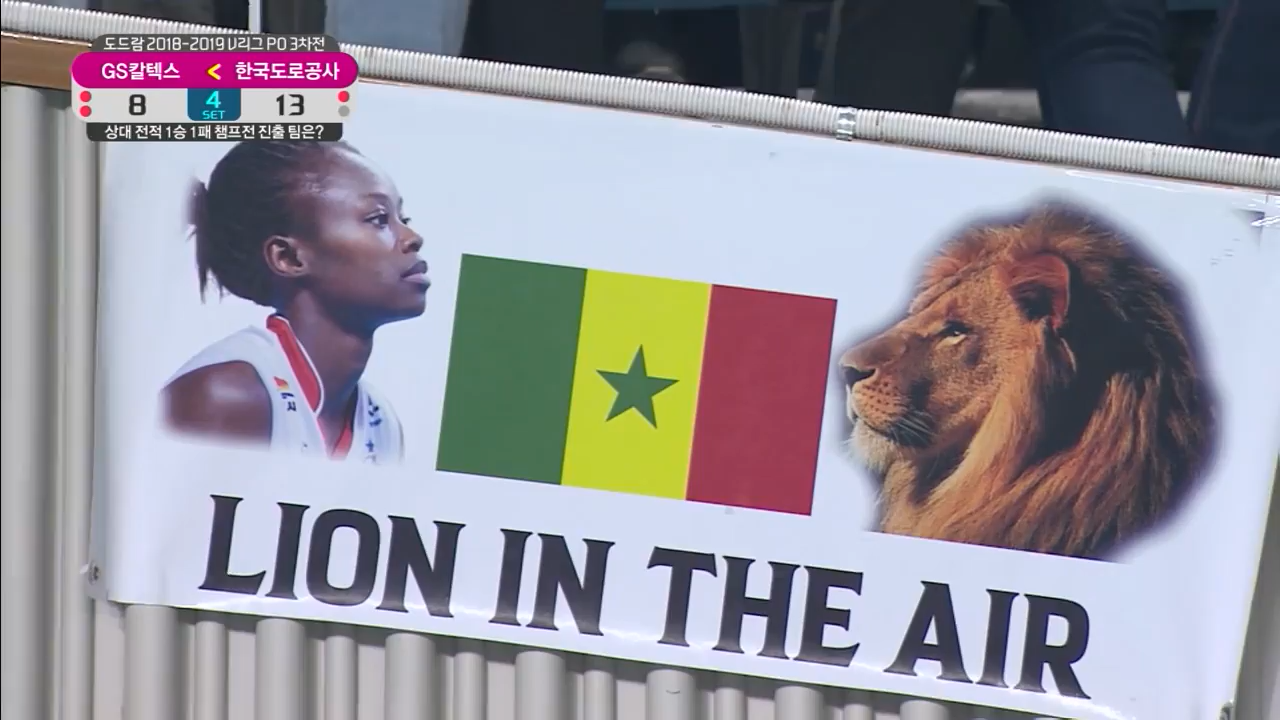 도드람 2018-2019 V리그 PO 3차전
GS칼텍스 < 한국도로공사
8 4 SET 13
상대 전적 1승 1패 챔프전 진출 팀은?
LION IN THE AIR